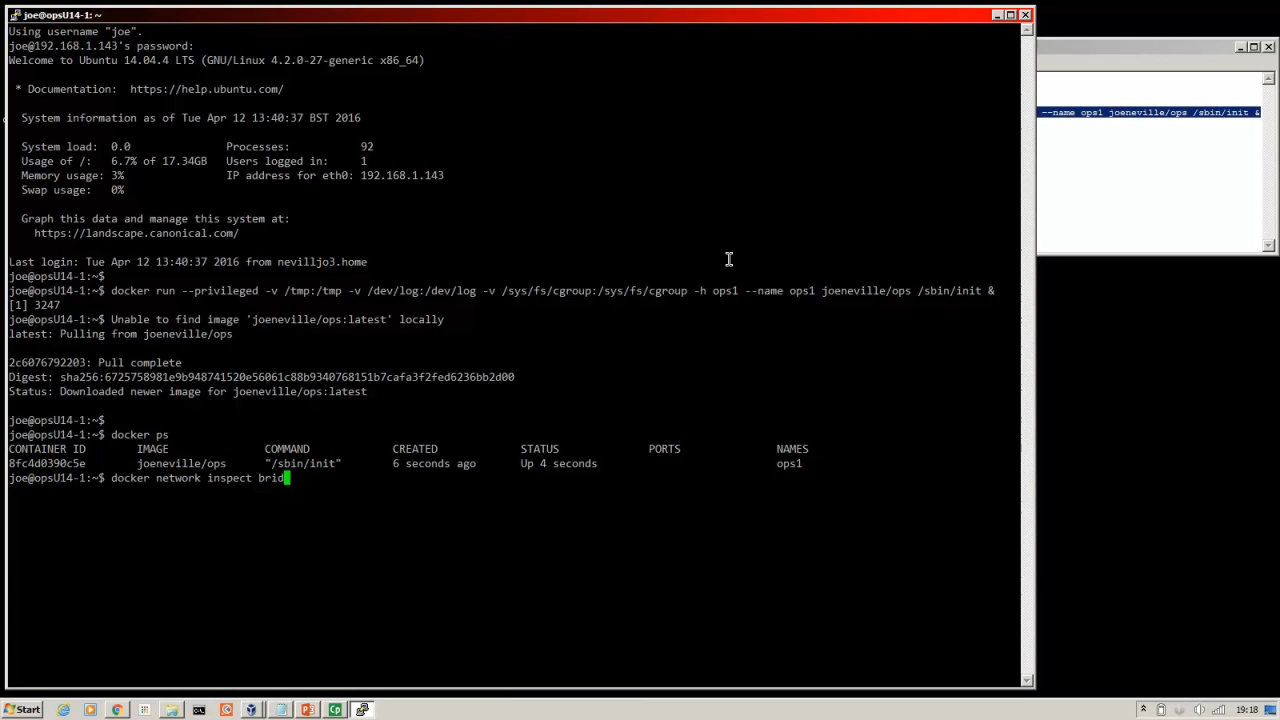 joe@opsU14-1: ~
Using username "joe".
joe@192.168.1.143's password:
Welcome to Ubuntu 14.04.4 LTS (GNU/Linux 4.2.0-27-generic x86_64)
* Documentation:  https://help.ubuntu.com/
System information as of Tue Apr 12 13:40:37 BST 2016
System load:  0.0               Processes:           92
Usage of /:   6.7% of 17.34GB   Users logged in:     1
Memory usage: 3%                IP address for eth0: 192.168.1.143
Swap usage:   0%
Graph this data and manage this system at:
https://landscape.canonical.com/
Last login: Tue Apr 12 13:40:37 2016 from nevilljo3.home
joe@opsU14-1:~$
joe@opsU14-1:~$ docker run --privileged -v /tmp:/tmp -v /dev/log:/dev/log -v /sys/fs/cgroup:/sys/fs/cgroup -h ops1 --name ops1 joeneville/ops /sbin/init &
[1] 3247
joe@opsU14-1:~$ Unable to find image 'joeneville/ops:latest' locally
latest: Pulling from joeneville/ops
2c6076792203: Pull complete
Digest: sha256:6725758981e9b948741520e56061c88b9340768151b7cafa3f2fed6236bb2d00
Status: Downloaded newer image for joeneville/ops:latest
joe@opsU14-1:~$
joe@opsU14-1:~$ docker ps
CONTAINER ID        IMAGE               COMMAND             CREATED             STATUS              PORTS               NAMES
8fc4d0390c5e        joeneville/ops      "/sbin/init"        6 seconds ago       Up 4 seconds                            ops1
joe@opsU14-1:~$ docker network inspect brid
--name ops1 joeneville/ops /sbin/init &
Start
19:18